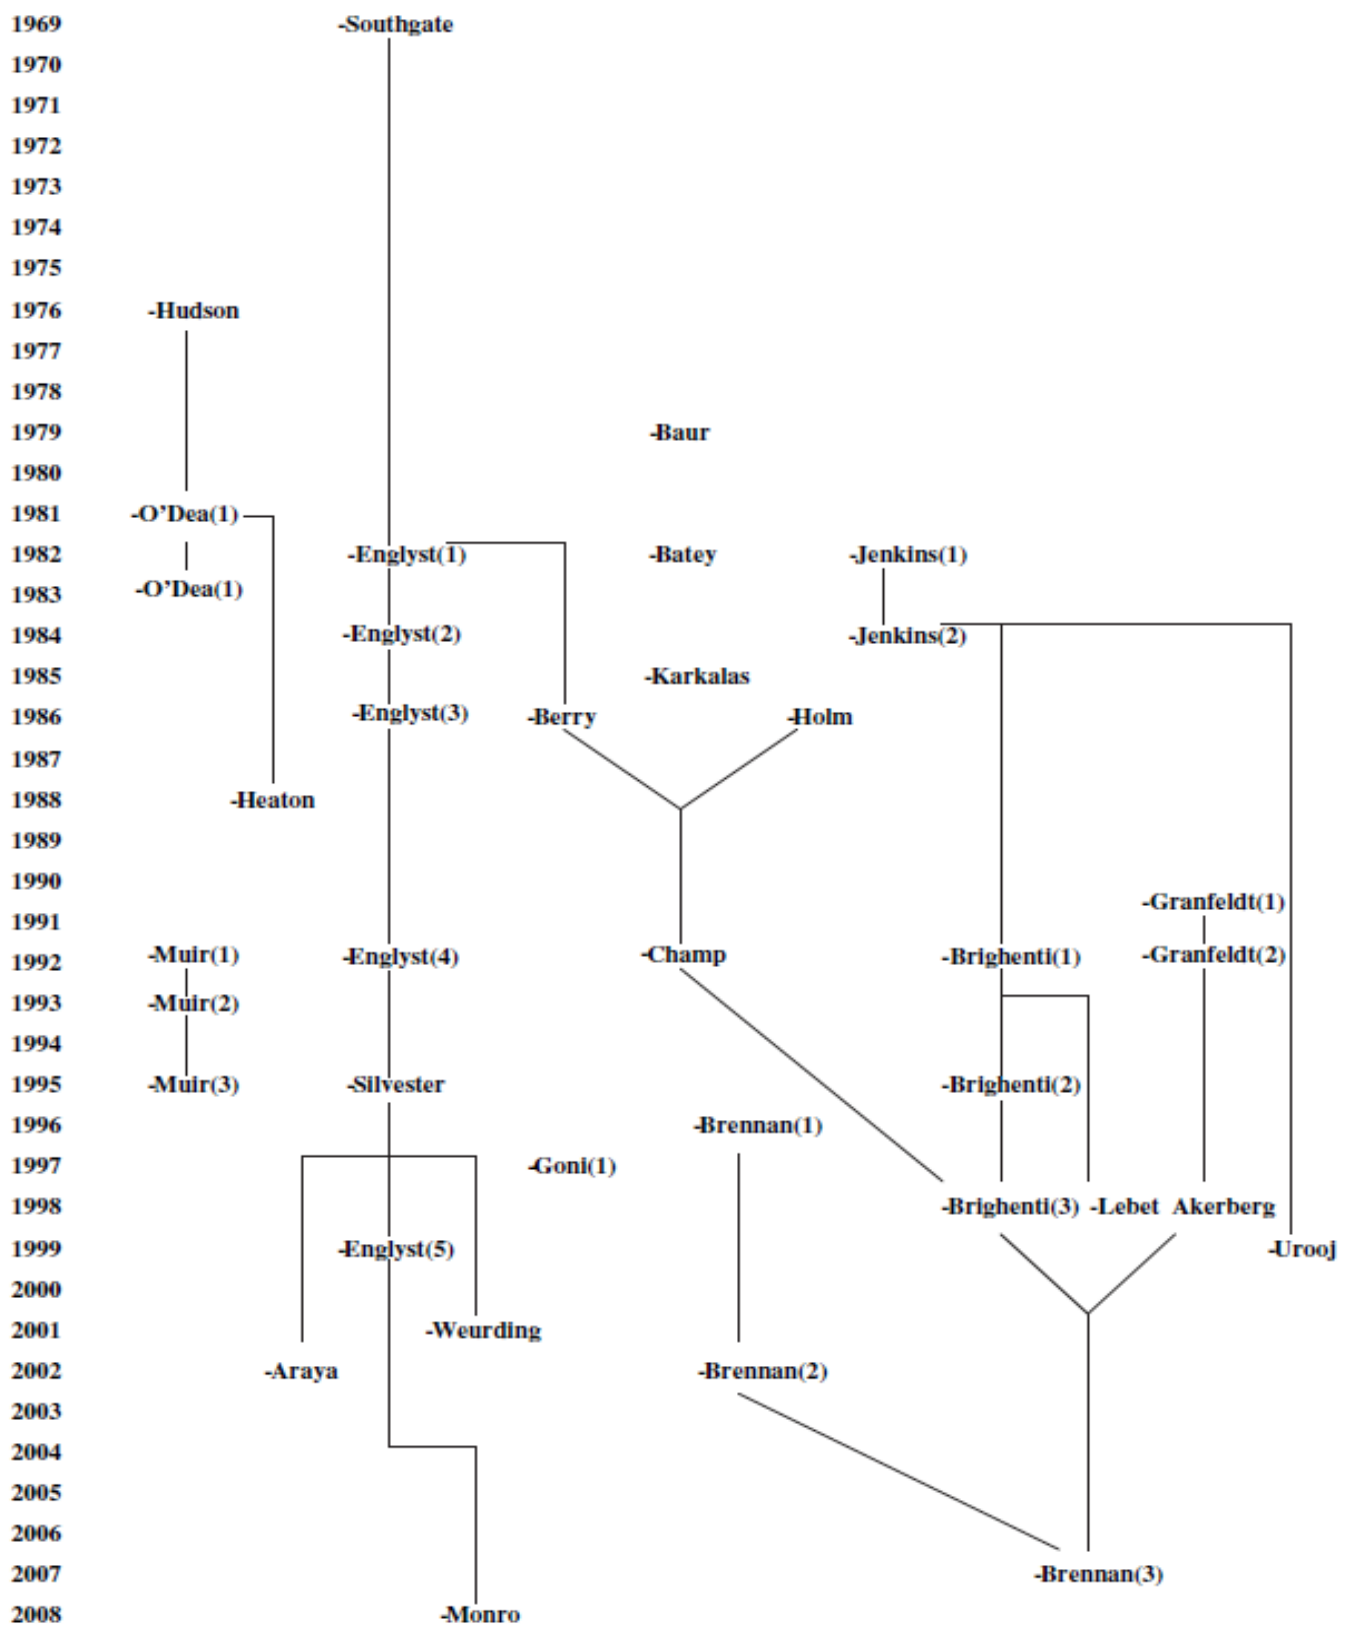 1969 -Southgate
1970
1971
1972
1973
1974
1975
1976 -Hudson
1977
1978
1979 -Baur
1980
1981 -O'Dea(1)
1982 -Englyst(1) -Batey -Jenkins(1)
1983 -O'Dea(1)
1984 -Englyst(2) -Jenkins(2)
1985 -Karkalas
1986 -Englyst(3) -Berry -Holm
1987
1988 -Heaton
1989
1990
-Granfeldt(1)
1991
1992 -Muir(1) -Englyst(4) -Champ -Brighenti(1) -Granfeldt(2)
1993 -Muir(2)
1994
1995 -Muir(3) -Silvester -Brighenti(2)
1996 -Brennan(1)
1997 -Goni(1)
1998 -Brighenti(3) -Lebet Akerberg
1999 -Englyst(5) -Urooj
2000
2001 -Weurding
2002 -Araya -Brennan(2)
2003
2004
2005
2006
2007 -Brennan(3)
2008 -Monro